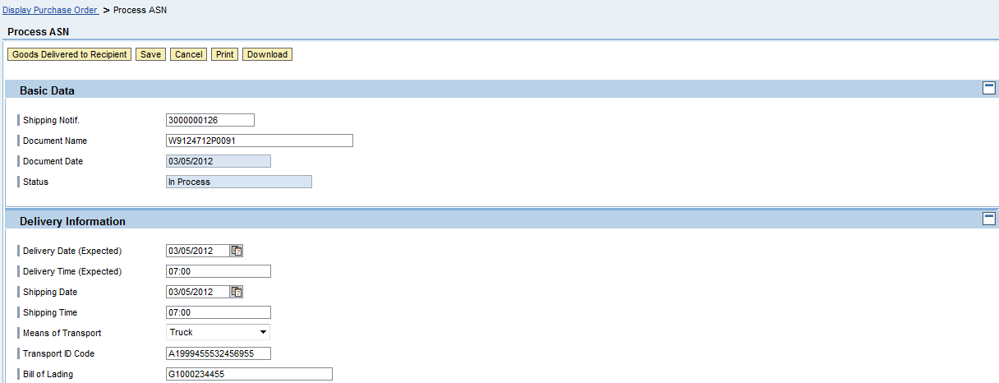 Display Purchase Order > Process ASN
Process ASN
Goods Delivered to Recipient Save Cancel Print Download
Basic Data
Shipping Notif. 3000000126
Document Name W9124712P0091
Document Date 03/05/2012
Status In Process
Delivery Information
Delivery Date (Expected) 03/05/2012
Delivery Time (Expected) 07:00
Shipping Date 03/05/2012
Shipping Time 07:00
Means of Transport Truck
Transport ID Code A1999455532456955
Bill of Lading G1000234455